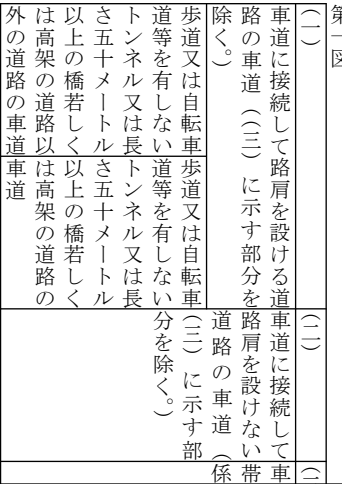 第一図
(一)
車道に接続して路肩を設ける道
路の車道((三)に示す部分を
除く。)
歩道又は自転車
道等を有しない
トンネル又は長
さ五十メートル
以上の橋若しく
は高架の道路以
外の道路の車道
歩道又は自転車
道等を有しない
トンネル又は長
さ五十メートル
以上の橋若しく
は高架の道路の
車道
(二)
車道に接続して
路肩を設けない
道路の車道(
(三)に示す部
分を除く。)
車
帯
係